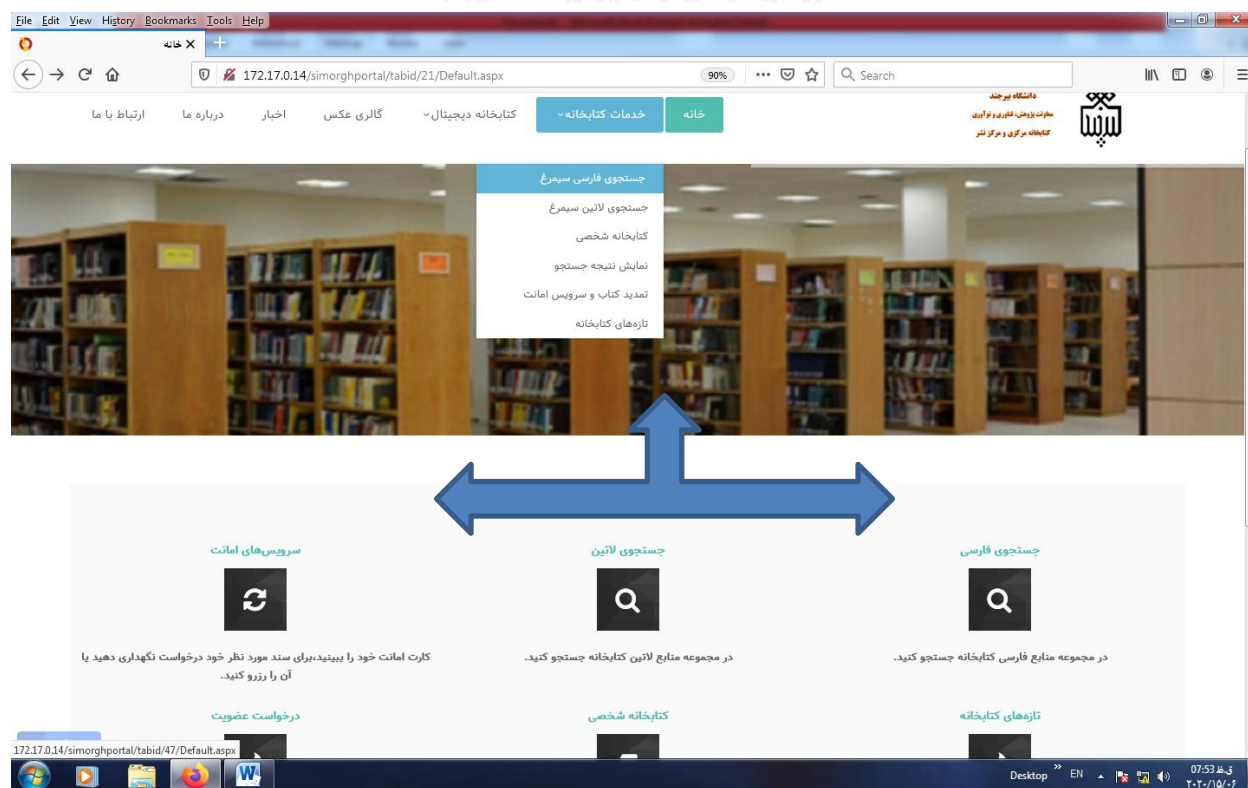 File Edit View History Bookmarks Tools Help
خانه
172.17.0.14/simorghportal/tabid/21/Default.aspx
90%
Search
دانشگاه بیرجند
معاونت پژوهش، فناوری و نوآوری
کتابخانه مرکزی و مرکز نشر
خانه
خدمات کتابخانه
کتابخانه دیجیتال
گالری عکس
اخبار
درباره ما
ارتباط با ما
جستجوی فارسی سیمرغ
جستجوی لاتین سیمرغ
کتابخانه شخصی
نمایش نتیجه جستجو
تمدید کتاب و سرویس امانت
تازه‌های کتابخانه
جستجوی فارسی
در مجموعه منابع فارسی کتابخانه جستجو کنید.
جستجوی لاتین
در مجموعه منابع لاتین کتابخانه جستجو کنید.
سرویس‌های امانت
کارت امانت خود را ببینید،برای سند مورد نظر خود درخواست نگهداری دهید یا
آن را رزرو کنید.
تازه‌های کتابخانه
کتابخانه شخصی
درخواست عضویت
172.17.0.14/simorghportal/tabid/47/Default.aspx
Desktop
EN
07:53 ق.ظ
۲۰۲۰/۱۵/۰۶